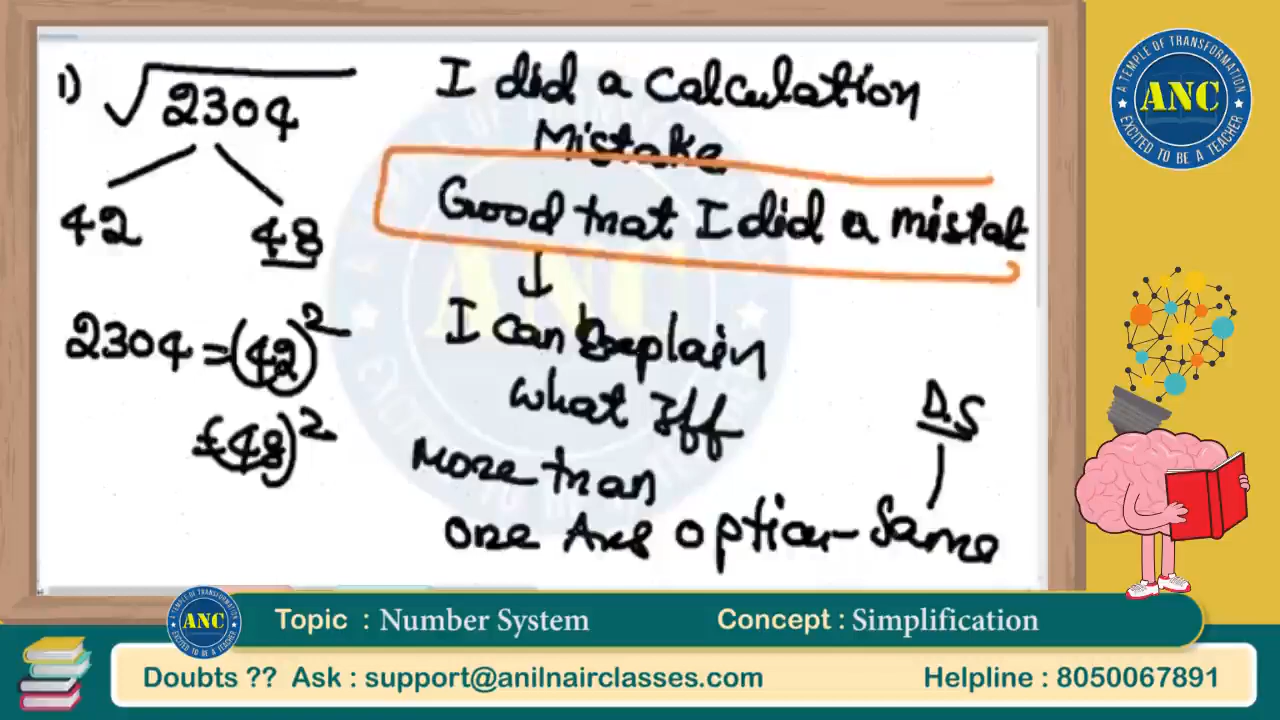 1) √2304
42 48
2304 = (42)²
(48)²
I did a Calculation
Mistake
Good that I did a mistak
I can Explain
what Iff
More than
one Ans option - Same
D.S
A TEMPLE OF TRANSFORMATION
ANC
EXCITED TO BE A TEACHER
Topic : Number System
Concept : Simplification
Doubts ?? Ask : support@anilnairclasses.com
Helpline : 8050067891